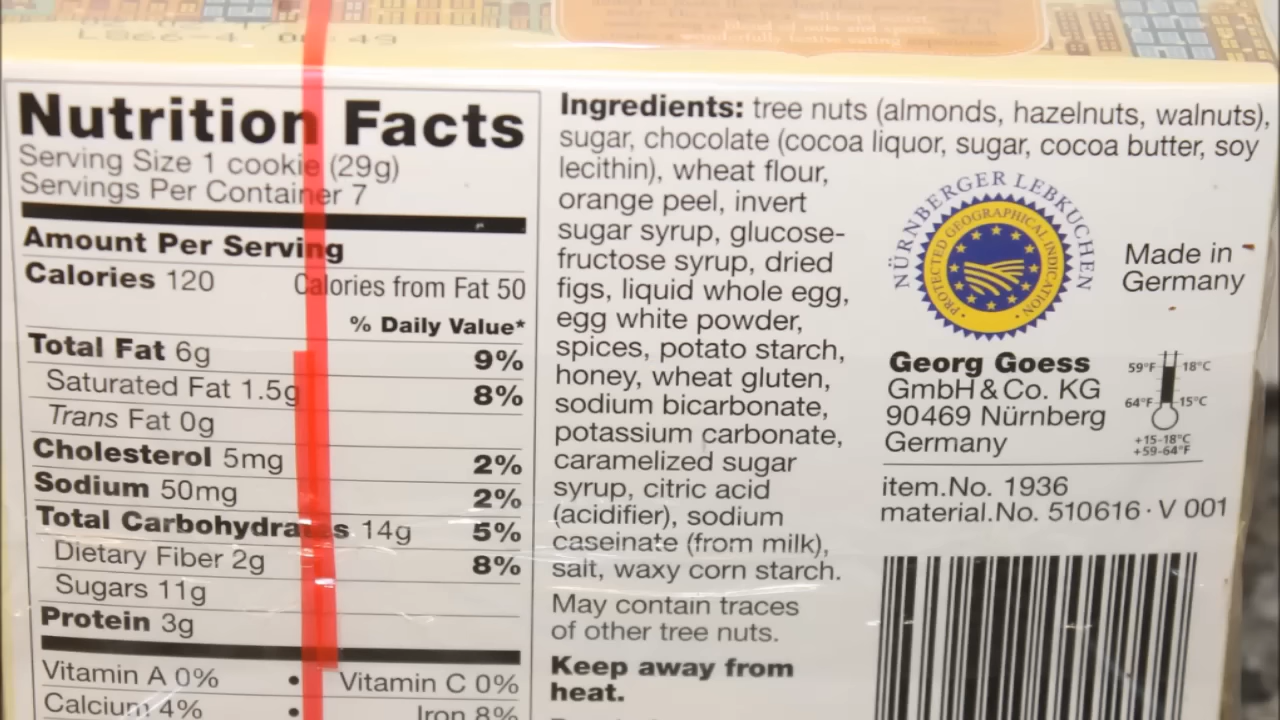 L866-4 49
Nutrition Facts
Serving Size 1 cookie (29g)
Servings Per Container 7
Amount Per Serving
Calories 120 Calories from Fat 50
% Daily Value*
Total Fat 6g 9%
Saturated Fat 1.5g 8%
Trans Fat 0g
Cholesterol 5mg 2%
Sodium 50mg 2%
Total Carbohydrates 14g 5%
Dietary Fiber 2g 8%
Sugars 11g
Protein 3g
Vitamin A 0% • Vitamin C 0%
Calcium 4% • Iron 8%
Ingredients: tree nuts (almonds, hazelnuts, walnuts),
sugar, chocolate (cocoa liquor, sugar, cocoa butter, soy
lecithin), wheat flour,
orange peel, invert
sugar syrup, glucose-
fructose syrup, dried
figs, liquid whole egg,
egg white powder,
spices, potato starch,
honey, wheat gluten,
sodium bicarbonate,
potassium carbonate,
caramelized sugar
syrup, citric acid
(acidifier), sodium
caseinate (from milk),
salt, waxy corn starch.
May contain traces
of other tree nuts.
Keep away from
heat.
NÜRNBERGER LEBKUCHEN
PROTECTED GEOGRAPHICAL INDICATION
Made in
Germany
Georg Goess
GmbH & Co. KG
90469 Nürnberg
Germany
59°F 18°C
64°F 15°C
+15-18°C
+59-64°F
item.No. 1936
material.No. 510616 · V 001